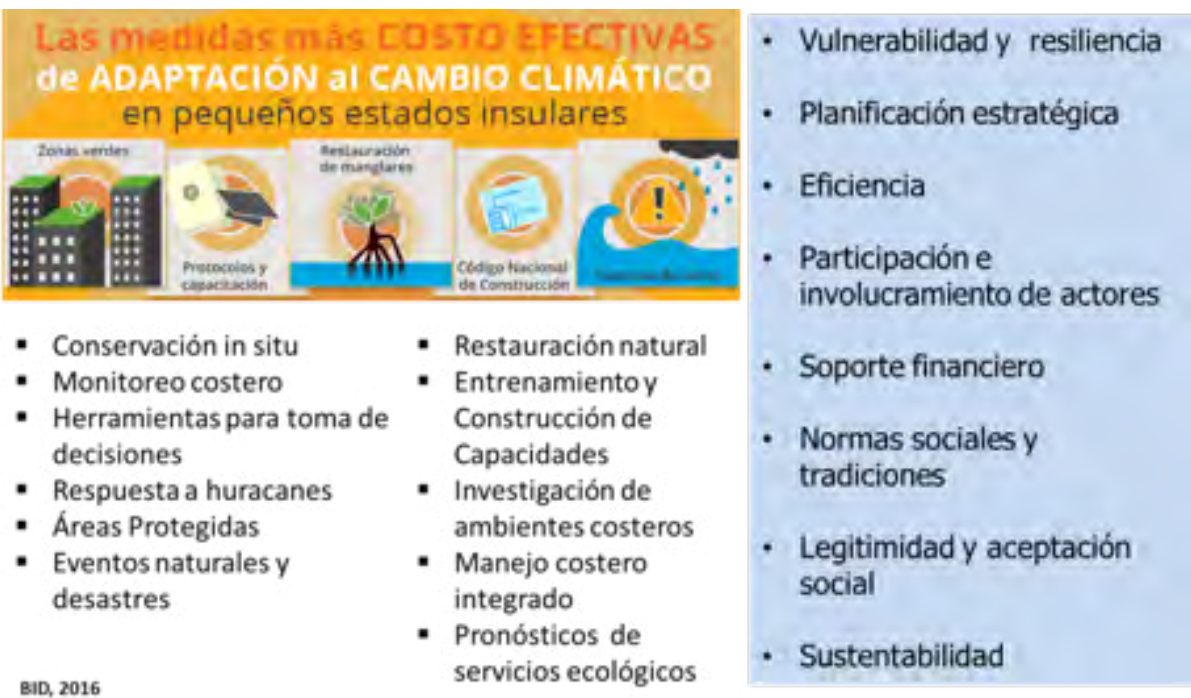 Las medidas más COSTO EFECTIVAS
de ADAPTACIÓN al CAMBIO CLIMÁTICO
en pequeños estados insulares
Zonas verdes
Protocolos y
capacitación
Restauración
de manglares
Código Nacional
de Construcción
▪ Conservación in situ
▪ Monitoreo costero
▪ Herramientas para toma de
decisiones
▪ Respuesta a huracanes
▪ Áreas Protegidas
▪ Eventos naturales y
desastres
▪ Restauración natural
▪ Entrenamiento y
Construcción de
Capacidades
▪ Investigación de
ambientes costeros
▪ Manejo costero
integrado
▪ Pronósticos de
servicios ecológicos
BID, 2016
• Vulnerabilidad y resiliencia
• Planificación estratégica
• Eficiencia
• Participación e
involucramiento de actores
• Soporte financiero
• Normas sociales y
tradiciones
• Legitimidad y aceptación
social
• Sustentabilidad